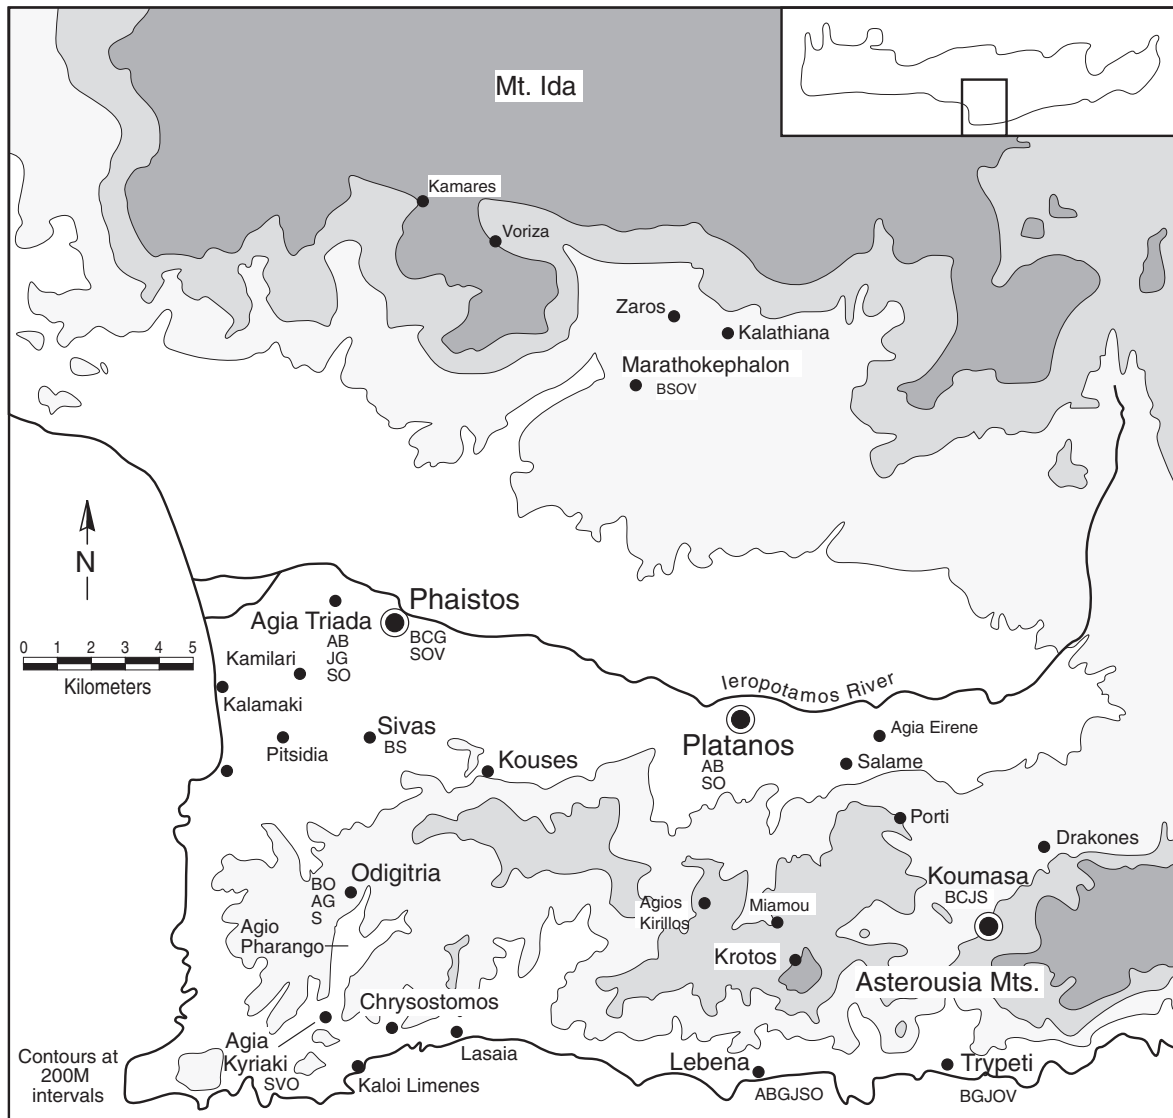 Mt. Ida
Kamares
Voriza
Zaros
Kalathiana
Marathokephalon
BSOV
N
0 1 2 3 4 5
Kilometers
Phaistos
BCG
SOV
Agia Triada
AB
JG
SO
Kamilari
Kalamaki
Pitsidia
Sivas
BS
Kouses
Ieropotamos River
Platanos
AB
SO
Agia Eirene
Salame
Porti
Drakones
Koumasa
BCJS
Odigitria
BO
AG
S
Agio
Pharango
Agios
Kirillos
Miamou
Krotos
Asterousia Mts.
Chrysostomos
Agia
Kyriaki
SVO
Lasaia
Kaloi Limenes
Lebena
ABGJSO
Trypeti
BGJOV
Contours at
200M
intervals